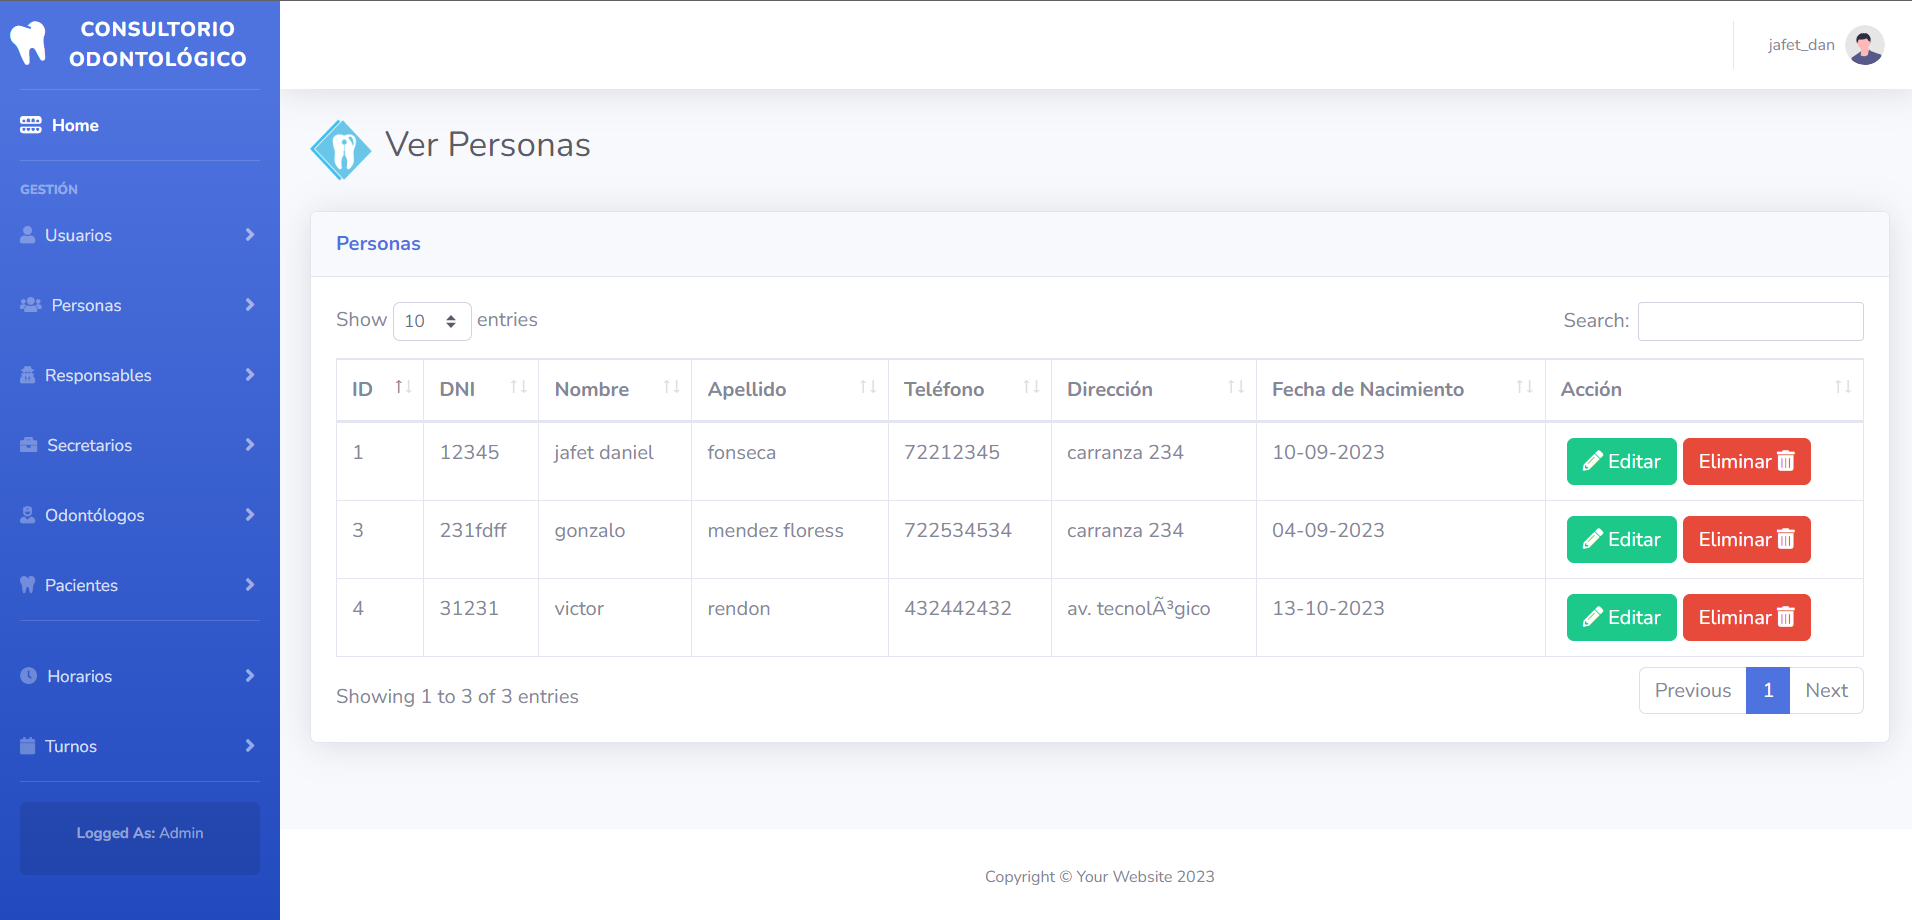 CONSULTORIO
ODONTOLÓGICO
jafet_dan
Home
GESTIÓN
Usuarios
Personas
Responsables
Secretarios
Odontólogos
Pacientes
Horarios
Turnos
Logged As: Admin
Ver Personas
Personas
Show 10 entries
Search:
ID DNI Nombre Apellido Teléfono Dirección Fecha de Nacimiento Acción
1 12345 jafet daniel fonseca 72212345 carranza 234 10-09-2023 Editar Eliminar
3 231fdff gonzalo mendez floress 722534534 carranza 234 04-09-2023 Editar Eliminar
4 31231 victor rendon 432442432 av. tecnolÃ³gico 13-10-2023 Editar Eliminar
Showing 1 to 3 of 3 entries
Previous 1 Next
Copyright © Your Website 2023